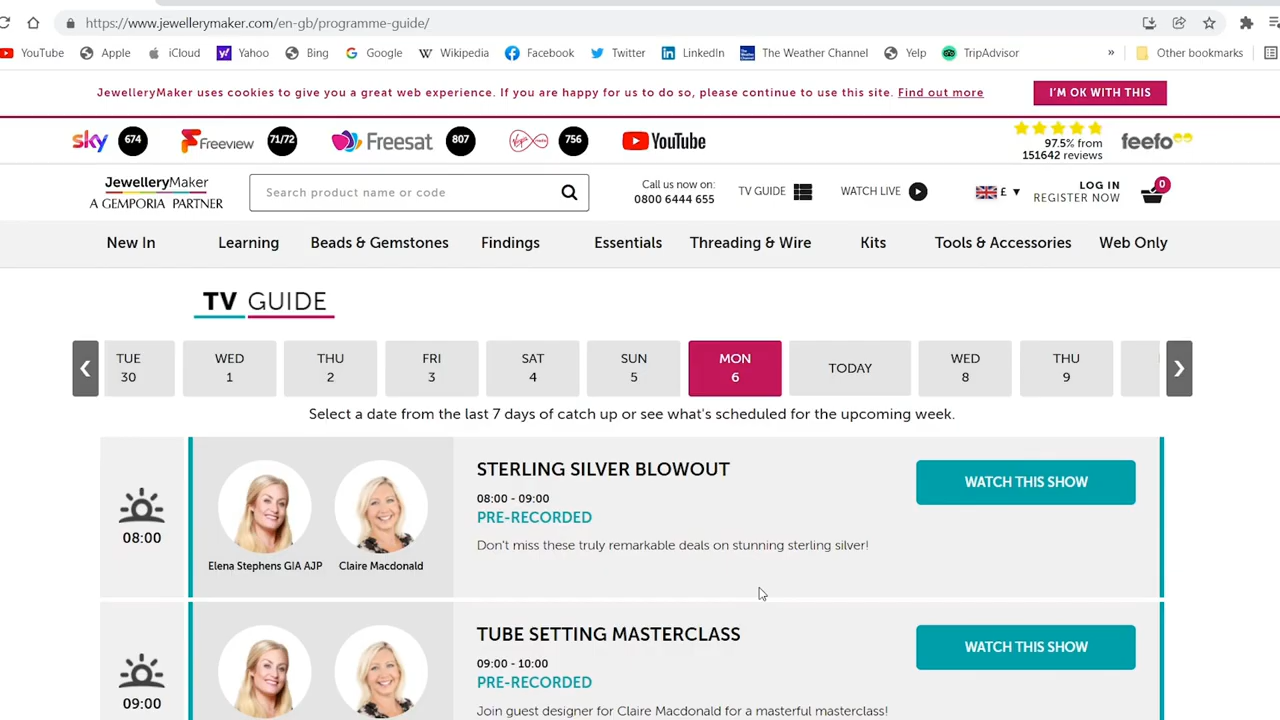 https://www.jewellerymaker.com/en-gb/programme-guide/
YouTube Apple iCloud Yahoo Bing Google Wikipedia Facebook Twitter LinkedIn The Weather Channel Yelp TripAdvisor » Other bookmarks
JewelleryMaker uses cookies to give you a great web experience. If you are happy for us to do so, please continue to use this site. Find out more
I'M OK WITH THIS
sky 674 Freeview 71/72 Freesat 807 756 YouTube
97.5% from
151642 reviews
feefo
JewelleryMaker
A GEMPORIA PARTNER
Search product name or code
Call us now on:
0800 6444 655
TV GUIDE
WATCH LIVE
£
LOG IN
REGISTER NOW
0
New In Learning Beads & Gemstones Findings Essentials Threading & Wire Kits Tools & Accessories Web Only
TV GUIDE
TUE
30
WED
1
THU
2
FRI
3
SAT
4
SUN
5
MON
6
TODAY
WED
8
THU
9
Select a date from the last 7 days of catch up or see what's scheduled for the upcoming week.
08:00
Elena Stephens GIA AJP
Claire Macdonald
STERLING SILVER BLOWOUT
08:00 - 09:00
PRE-RECORDED
Don't miss these truly remarkable deals on stunning sterling silver!
WATCH THIS SHOW
09:00
TUBE SETTING MASTERCLASS
09:00 - 10:00
PRE-RECORDED
Join guest designer for Claire Macdonald for a masterful masterclass!
WATCH THIS SHOW